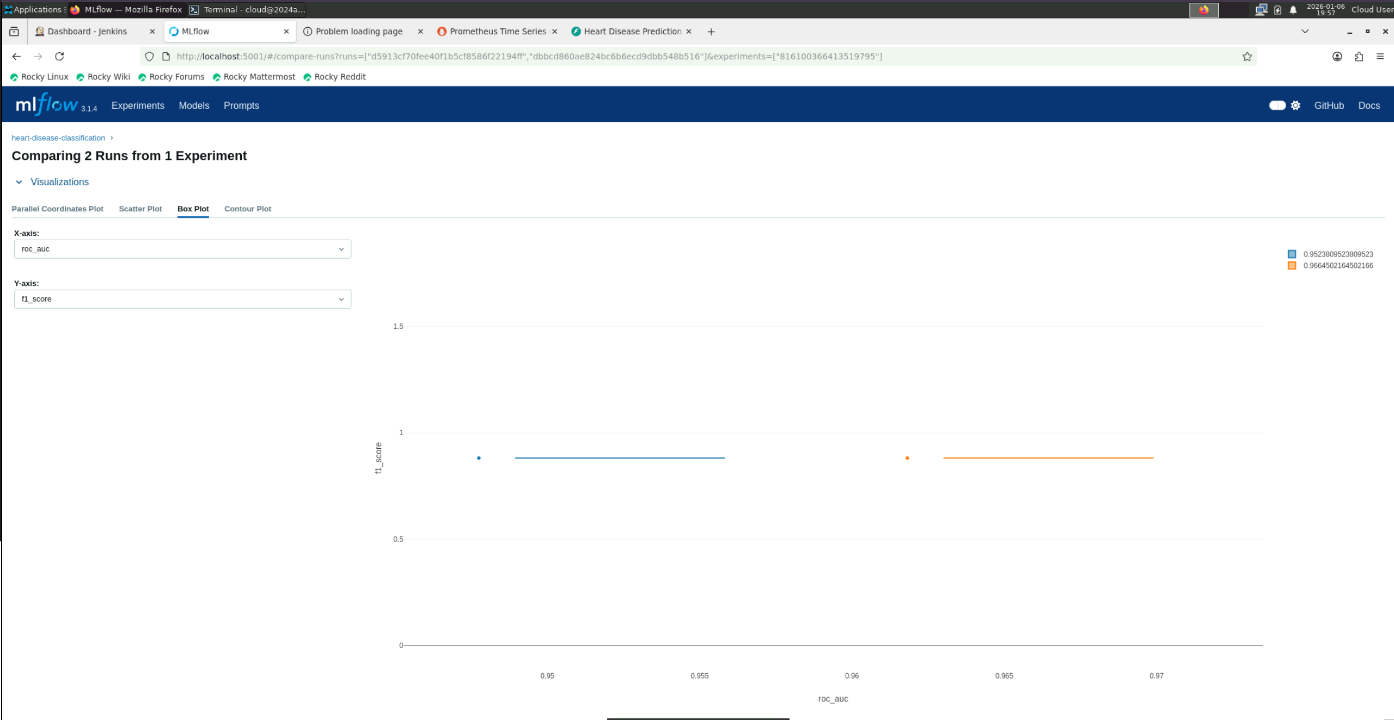 Applications
MLflow — Mozilla Firefox
Terminal - cloud@2024a...
2026-01-06
19:57
Cloud User
Dashboard - Jenkins
MLflow
Problem loading page
Prometheus Time Series
Heart Disease Prediction
http://localhost:5001/#/compare-runs?runs=["d5913cf70fee40f1b5cf8586f22194ff","dbbcd860ae824bc6b6ecd9dbb548b516"]&experiments=["816100366413519795"]
Rocky Linux
Rocky Wiki
Rocky Forums
Rocky Mattermost
Rocky Reddit
mlflow 3.1.4
Experiments
Models
Prompts
GitHub
Docs
heart-disease-classification
Comparing 2 Runs from 1 Experiment
Visualizations
Parallel Coordinates Plot
Scatter Plot
Box Plot
Contour Plot
X-axis:
roc_auc
Y-axis:
f1_score
0.9523809523809523
0.9664502164502166
1.5
1
0.5
0
f1_score
0.95
0.955
0.96
0.965
0.97
roc_auc